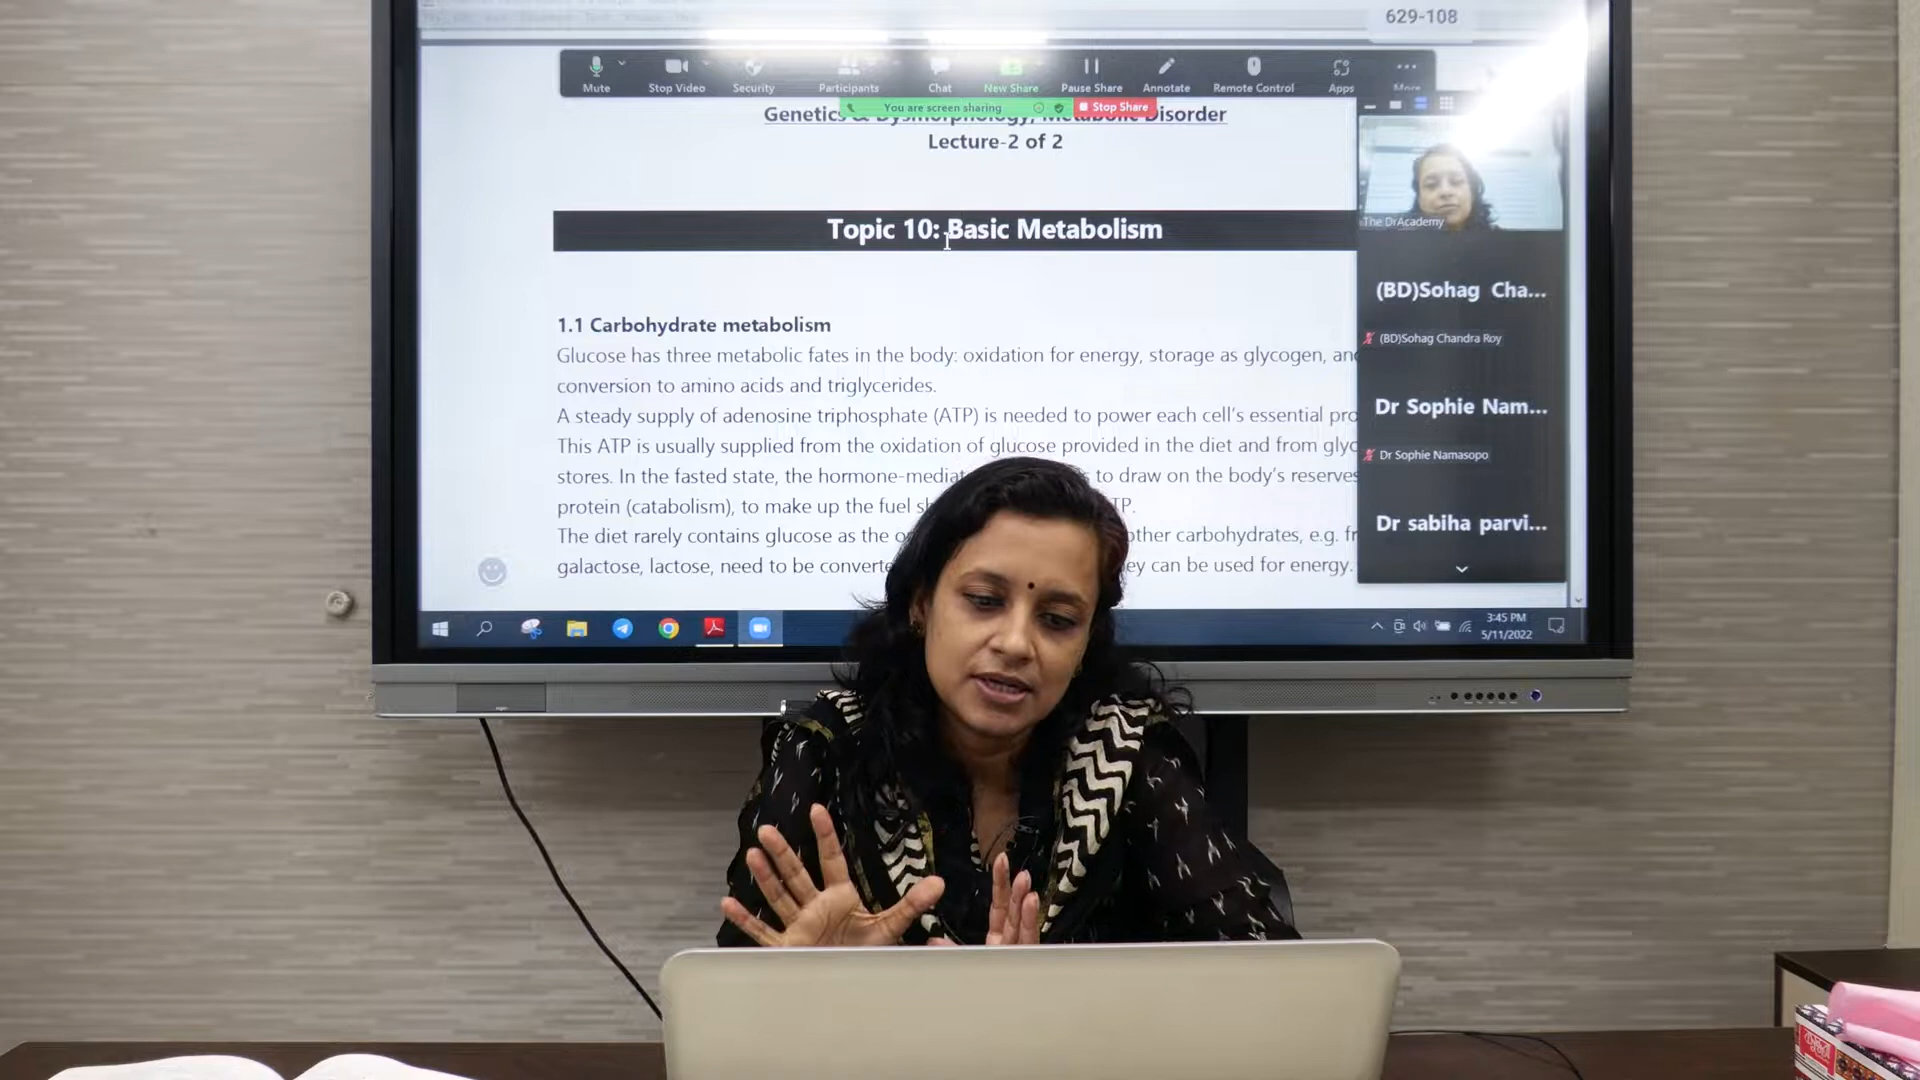 629-108
Mute
Stop Video
Security
Participants
Chat
New Share
Pause Share
Annotate
Remote Control
Apps
More
You are screen sharing
Stop Share
Genetics & Dysmorphology, Metabolic Disorder
Lecture-2 of 2
Topic 10: Basic Metabolism
1.1 Carbohydrate metabolism
Glucose has three metabolic fates in the body: oxidation for energy, storage as glycogen, and
conversion to amino acids and triglycerides.
A steady supply of adenosine triphosphate (ATP) is needed to power each cell's essential pro
This ATP is usually supplied from the oxidation of glucose provided in the diet and from glyc
stores. In the fasted state, the hormone-media to draw on the body's reserves
protein (catabolism), to make up the fuel TP.
The diet rarely contains glucose as the other carbohydrates, e.g. fr
galactose, lactose, need to be converte ey can be used for energy.
The DrAcademy
(BD)Sohag Cha...
(BD)Sohag Chandra Roy
Dr Sophie Nam...
Dr Sophie Namasopo
Dr sabiha parvi...
3:45 PM
5/11/2022